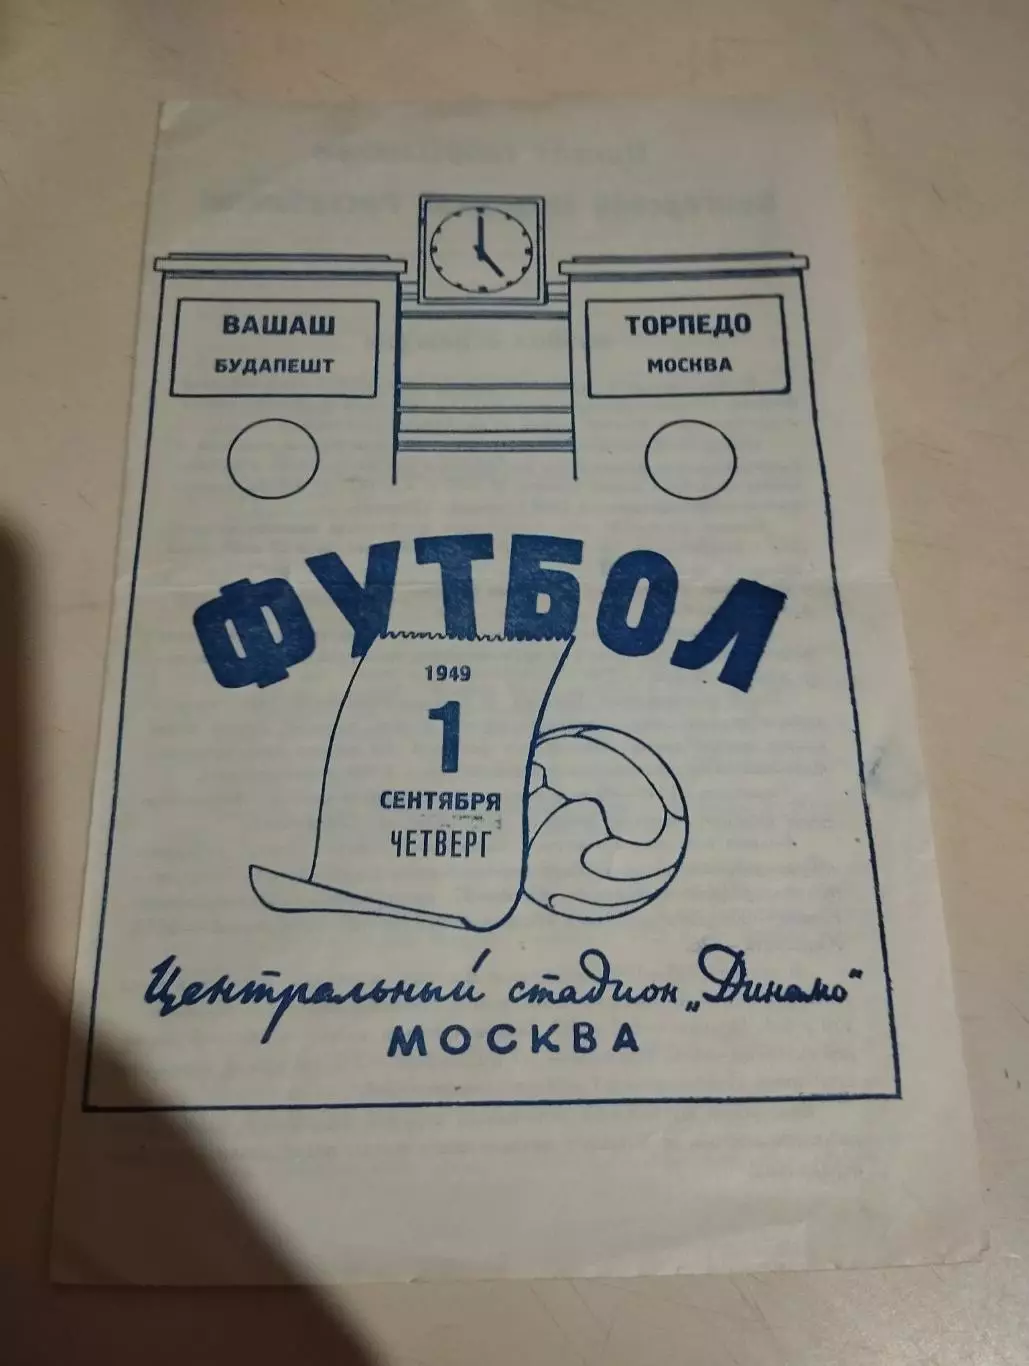 ВАШАШ
БУДАПЕШТ
ТОРПЕДО
МОСКВА
ФУТБОЛ
1949
1
СЕНТЯБРЯ
ЧЕТВЕРГ
Центральный стадион „Динамо“
МОСКВА